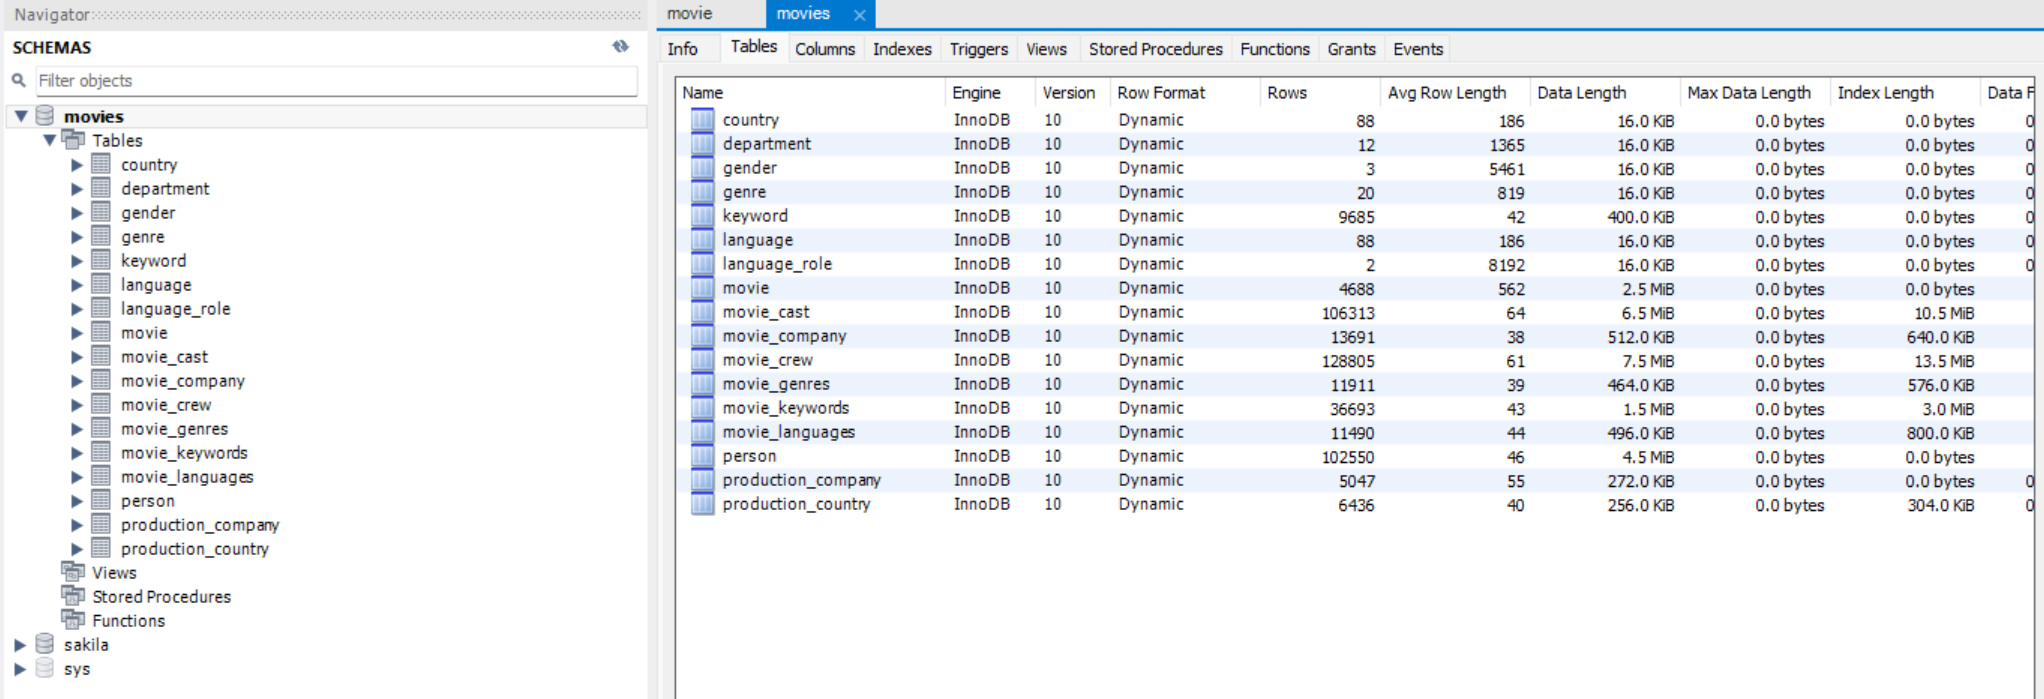 Navigator
SCHEMAS
Filter objects
movies
Tables
country
department
gender
genre
keyword
language
language_role
movie
movie_cast
movie_company
movie_crew
movie_genres
movie_keywords
movie_languages
person
production_company
production_country
Views
Stored Procedures
Functions
sakila
sys
movie movies
Info Tables Columns Indexes Triggers Views Stored Procedures Functions Grants Events
Name Engine Version Row Format Rows Avg Row Length Data Length Max Data Length Index Length Data F
country InnoDB 10 Dynamic 88 186 16.0 KiB 0.0 bytes 0.0 bytes 0
department InnoDB 10 Dynamic 12 1365 16.0 KiB 0.0 bytes 0.0 bytes 0
gender InnoDB 10 Dynamic 3 5461 16.0 KiB 0.0 bytes 0.0 bytes 0
genre InnoDB 10 Dynamic 20 819 16.0 KiB 0.0 bytes 0.0 bytes 0
keyword InnoDB 10 Dynamic 9685 42 400.0 KiB 0.0 bytes 0.0 bytes 0
language InnoDB 10 Dynamic 88 186 16.0 KiB 0.0 bytes 0.0 bytes 0
language_role InnoDB 10 Dynamic 2 8192 16.0 KiB 0.0 bytes 0.0 bytes 0
movie InnoDB 10 Dynamic 4688 562 2.5 MiB 0.0 bytes 0.0 bytes
movie_cast InnoDB 10 Dynamic 106313 64 6.5 MiB 0.0 bytes 10.5 MiB
movie_company InnoDB 10 Dynamic 13691 38 512.0 KiB 0.0 bytes 640.0 KiB
movie_crew InnoDB 10 Dynamic 128805 61 7.5 MiB 0.0 bytes 13.5 MiB
movie_genres InnoDB 10 Dynamic 11911 39 464.0 KiB 0.0 bytes 576.0 KiB
movie_keywords InnoDB 10 Dynamic 36693 43 1.5 MiB 0.0 bytes 3.0 MiB
movie_languages InnoDB 10 Dynamic 11490 44 496.0 KiB 0.0 bytes 800.0 KiB
person InnoDB 10 Dynamic 102550 46 4.5 MiB 0.0 bytes 0.0 bytes
production_company InnoDB 10 Dynamic 5047 55 272.0 KiB 0.0 bytes 0.0 bytes 0
production_country InnoDB 10 Dynamic 6436 40 256.0 KiB 0.0 bytes 304.0 KiB 0